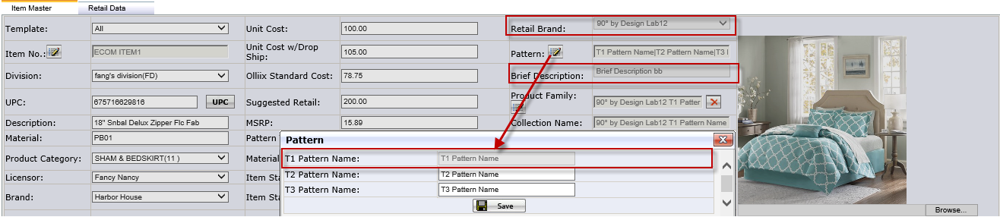 Item Master Retail Data
Template: All Unit Cost: 100.00 Retail Brand: 90° by Design Lab12
Item No.: ECOM ITEM1 Unit Cost w/Drop Ship: 105.00 Pattern: T1 Pattern Name|T2 Pattern Name|T3
Division: fang's division(FD) Olliix Standard Cost: 78.75 Brief Description: Brief Description bb
UPC: 675716629816 UPC Suggested Retail: 200.00 Product Family: 90° by Design Lab12 T1 Patter
Description: 18" Snbal Delux Zipper Flc Fab MSRP: 15.89 Collection Name: 90° by Design Lab12 T1 Pattern Name
Material: PB01 Pattern
Pattern
Product Category: SHAM & BEDSKIRT(11 ) Material
T1 Pattern Name: T1 Pattern Name
Licensor: Fancy Nancy Item Sta
T2 Pattern Name: T2 Pattern Name
Brand: Harbor House Item Sta
T3 Pattern Name: T3 Pattern Name
Save
Browse...